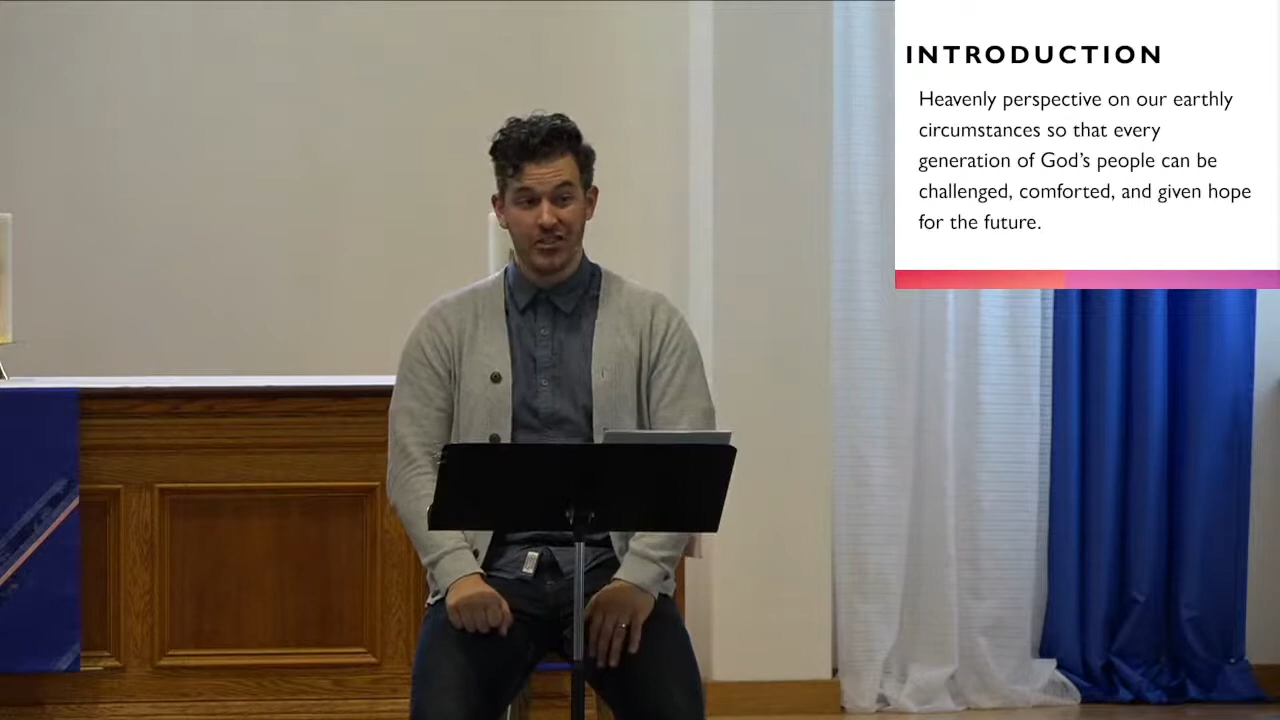 INTRODUCTION
Heavenly perspective on our earthly
circumstances so that every
generation of God's people can be
challenged, comforted, and given hope
for the future.